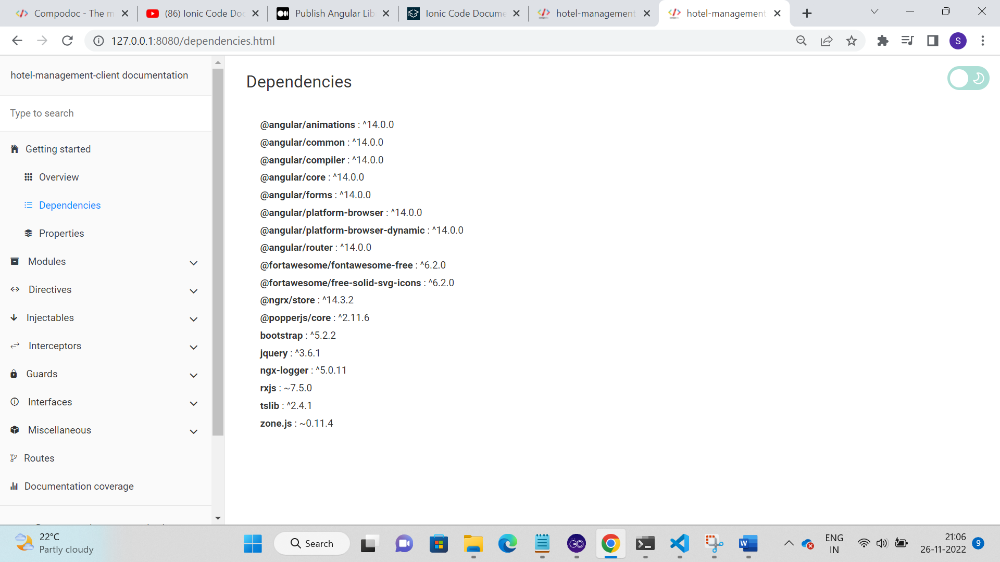 Compodoc - The m
(86) Ionic Code Doc
Publish Angular Lib
Ionic Code Docume
hotel-management
hotel-management
127.0.0.1:8080/dependencies.html
S
hotel-management-client documentation
Type to search
Getting started
Overview
Dependencies
Properties
Modules
Directives
Injectables
Interceptors
Guards
Interfaces
Miscellaneous
Routes
Documentation coverage
Dependencies
@angular/animations : ^14.0.0
@angular/common : ^14.0.0
@angular/compiler : ^14.0.0
@angular/core : ^14.0.0
@angular/forms : ^14.0.0
@angular/platform-browser : ^14.0.0
@angular/platform-browser-dynamic : ^14.0.0
@angular/router : ^14.0.0
@fortawesome/fontawesome-free : ^6.2.0
@fortawesome/free-solid-svg-icons : ^6.2.0
@ngrx/store : ^14.3.2
@popperjs/core : ^2.11.6
bootstrap : ^5.2.2
jquery : ^3.6.1
ngx-logger : ^5.0.11
rxjs : ~7.5.0
tslib : ^2.4.1
zone.js : ~0.11.4
22°C
Partly cloudy
Search
GO
W
ENG
IN
21:06
26-11-2022
9